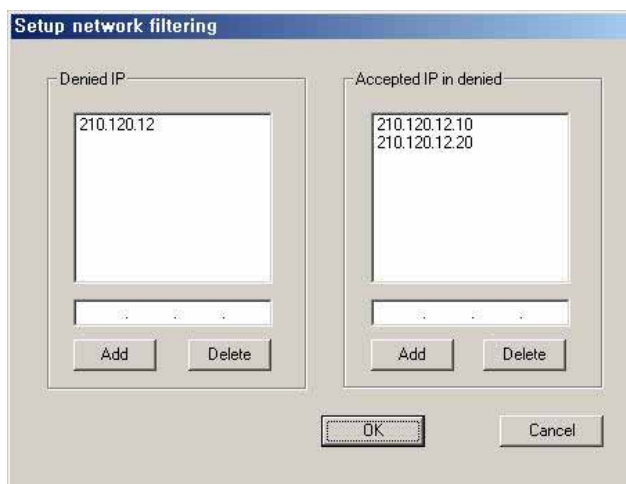 Setup network filtering
Denied IP
210.120.12
. . .
Add
Delete
Accepted IP in denied
210.120.12.10
210.120.12.20
. . .
Add
Delete
OK
Cancel